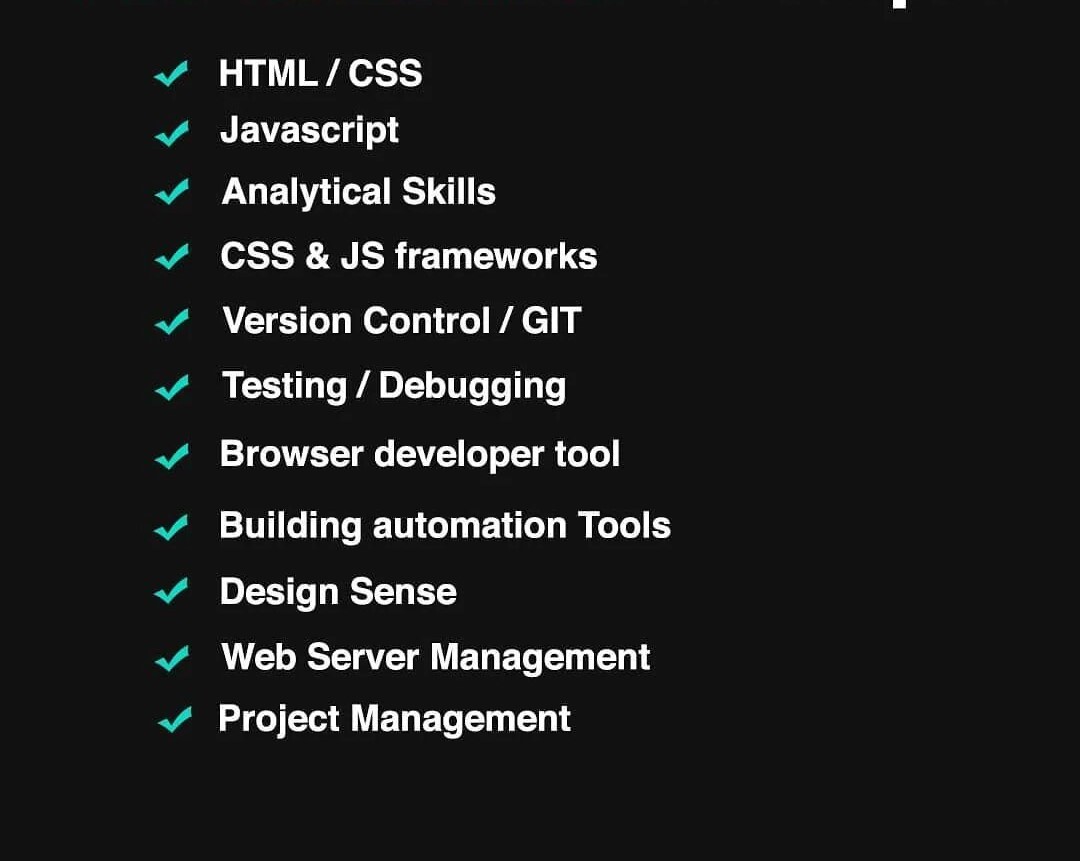 HTML / CSS
Javascript
Analytical Skills
CSS & JS frameworks
Version Control / GIT
Testing / Debugging
Browser developer tool
Building automation Tools
Design Sense
Web Server Management
Project Management